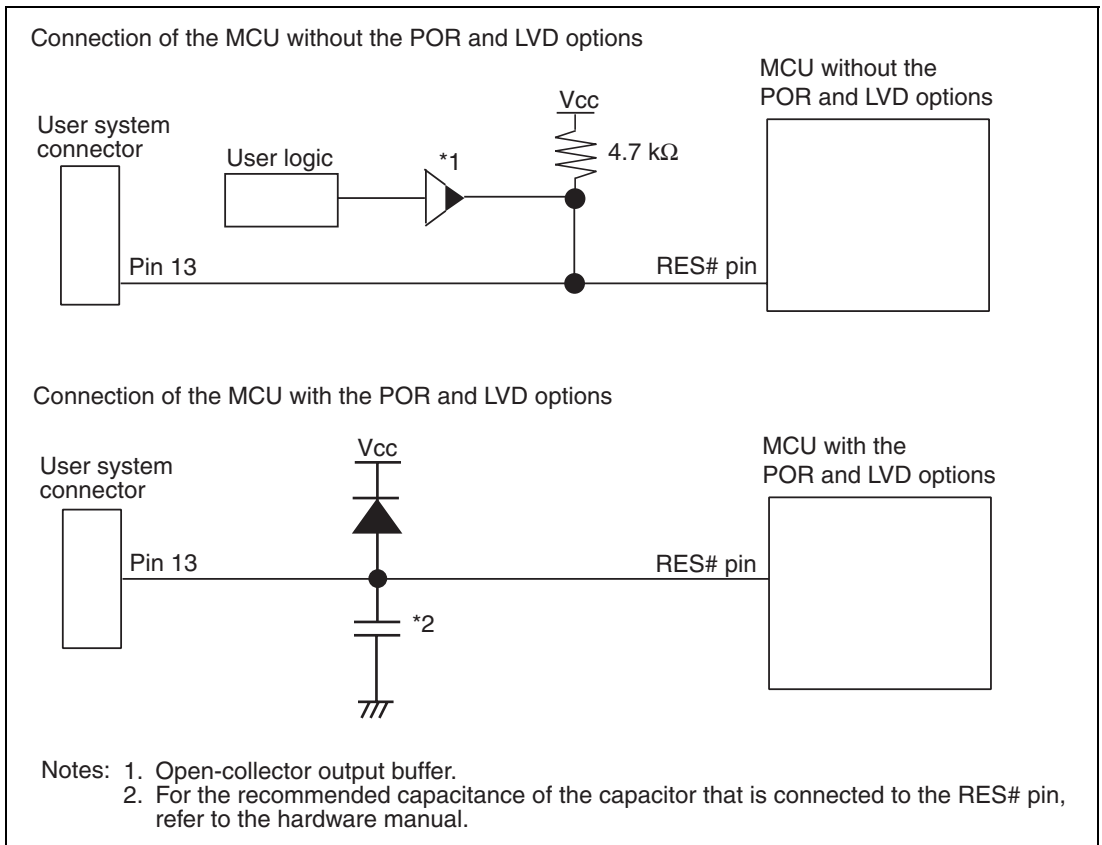 Connection of the MCU without the POR and LVD options
MCU without the
POR and LVD options
Vcc
User system
connector
User logic
*1
4.7 kΩ
Pin 13
RES# pin
Connection of the MCU with the POR and LVD options
Vcc
MCU with the
POR and LVD options
User system
connector
Pin 13
RES# pin
*2
Notes: 1. Open-collector output buffer.
2. For the recommended capacitance of the capacitor that is connected to the RES# pin,
refer to the hardware manual.